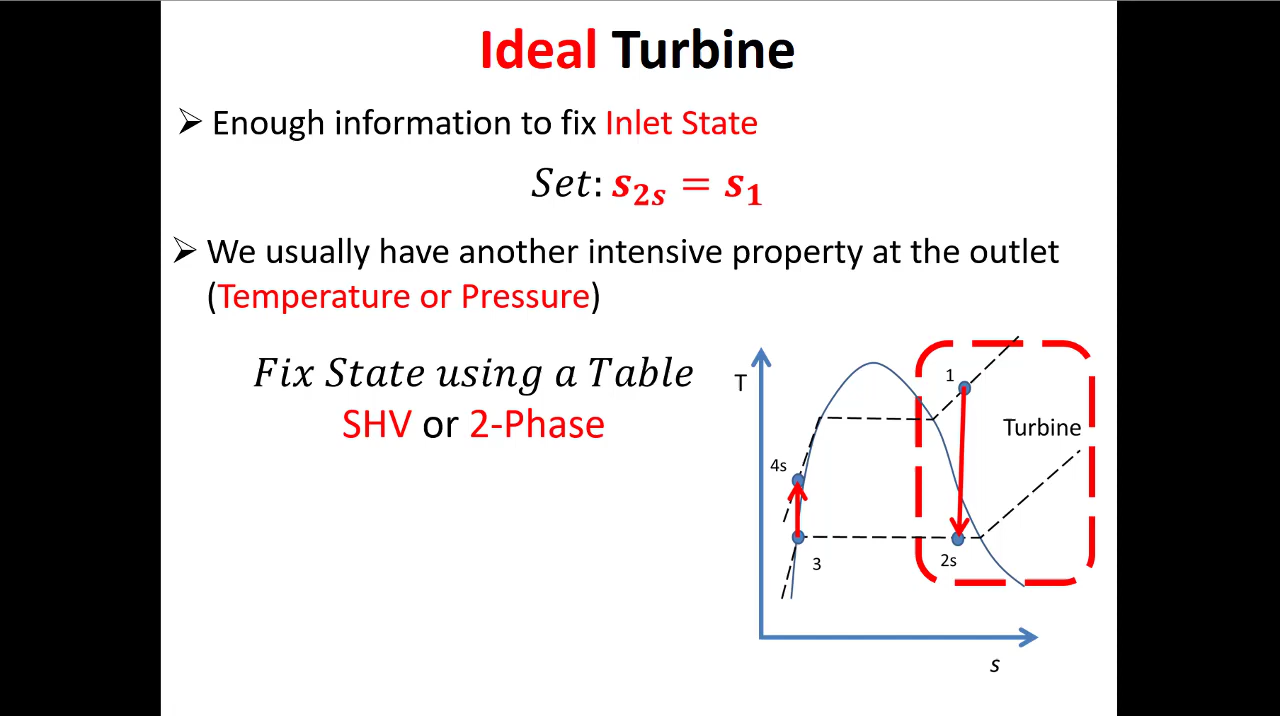 Ideal Turbine
➢ Enough information to fix Inlet State
Set: s₂ₛ = s₁
➢ We usually have another intensive property at the outlet
(Temperature or Pressure)
Fix State using a Table
SHV or 2-Phase
T
1
Turbine
4s
3
2s
s